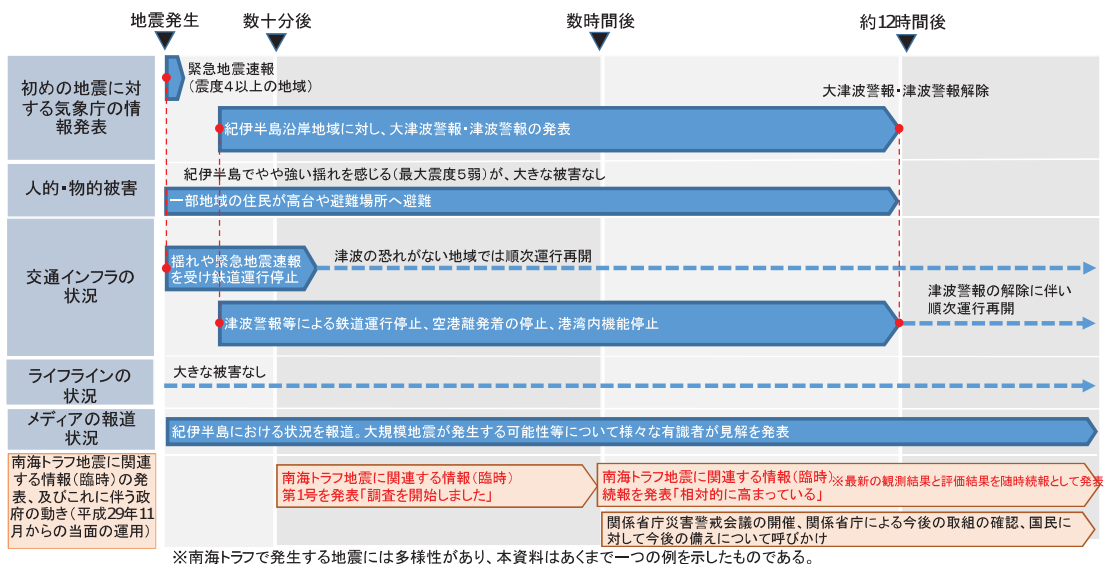 地震発生
数十分後
数時間後
約12時間後
初めの地震に対
する気象庁の情
報発表
緊急地震速報
(震度4以上の地域)
大津波警報・津波警報解除
紀伊半島沿岸地域に対し、大津波警報・津波警報の発表
人的・物的被害
紀伊半島でやや強い揺れを感じる(最大震度5弱)が、大きな被害なし
一部地域の住民が高台や避難場所へ避難
交通インフラの
状況
揺れや緊急地震速報
を受け鉄道運行停止
津波の恐れがない地域では順次運行再開
津波警報の解除に伴い
順次運行再開
津波警報等による鉄道運行停止、空港離発着の停止、港湾内機能停止
ライフラインの
状況
大きな被害なし
メディアの報道
状況
紀伊半島における状況を報道。大規模地震が発生する可能性等について様々な有識者が見解を発表
南海トラフ地震に関連
する情報(臨時)の発
表、及びこれに伴う政
府の動き(平成29年11
月からの当面の運用)
南海トラフ地震に関連する情報(臨時)
第1号を発表「調査を開始しました」
南海トラフ地震に関連する情報(臨時)
続報を発表「相対的に高まっている」
※最新の観測結果と評価結果を随時続報として発表
関係省庁災害警戒会議の開催、関係省庁による今後の取組の確認、国民に
対して今後の備えについて呼びかけ
※南海トラフで発生する地震には多様性があり、本資料はあくまで一つの例を示したものである。